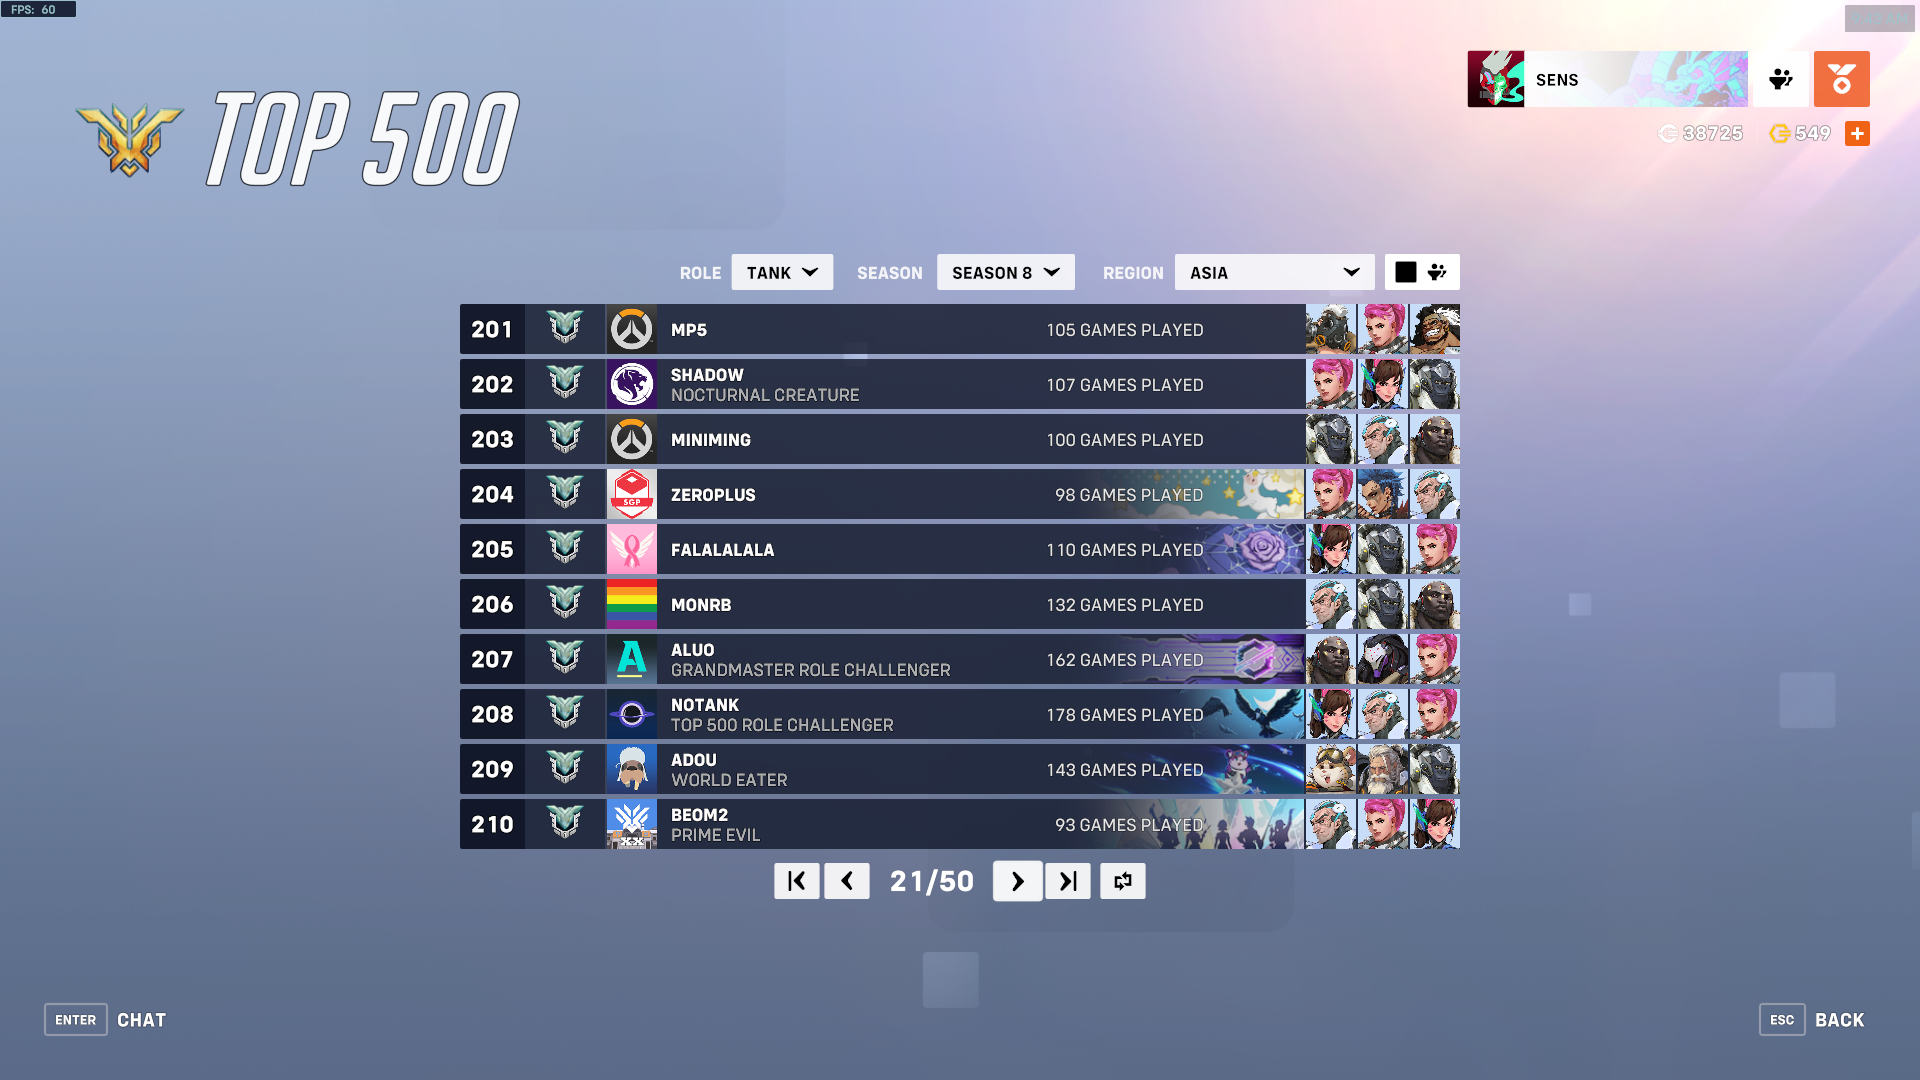 FPS: 60
TOP 500
SENS
38725
549
ROLE TANK SEASON SEASON 8 REGION ASIA
201 MP5 105 GAMES PLAYED
202 SHADOW 107 GAMES PLAYED
NOCTURNAL CREATURE
203 MINIMING 100 GAMES PLAYED
204 SGP ZEROPLUS 98 GAMES PLAYED
205 FALALALALA 110 GAMES PLAYED
206 MONRB 132 GAMES PLAYED
207 A ALUO 162 GAMES PLAYED
GRANDMASTER ROLE CHALLENGER
208 NOTANK 178 GAMES PLAYED
TOP 500 ROLE CHALLENGER
209 ADOU 143 GAMES PLAYED
WORLD EATER
210 BEOM2 93 GAMES PLAYED
PRIME EVIL
21/50
ENTER CHAT
ESC BACK